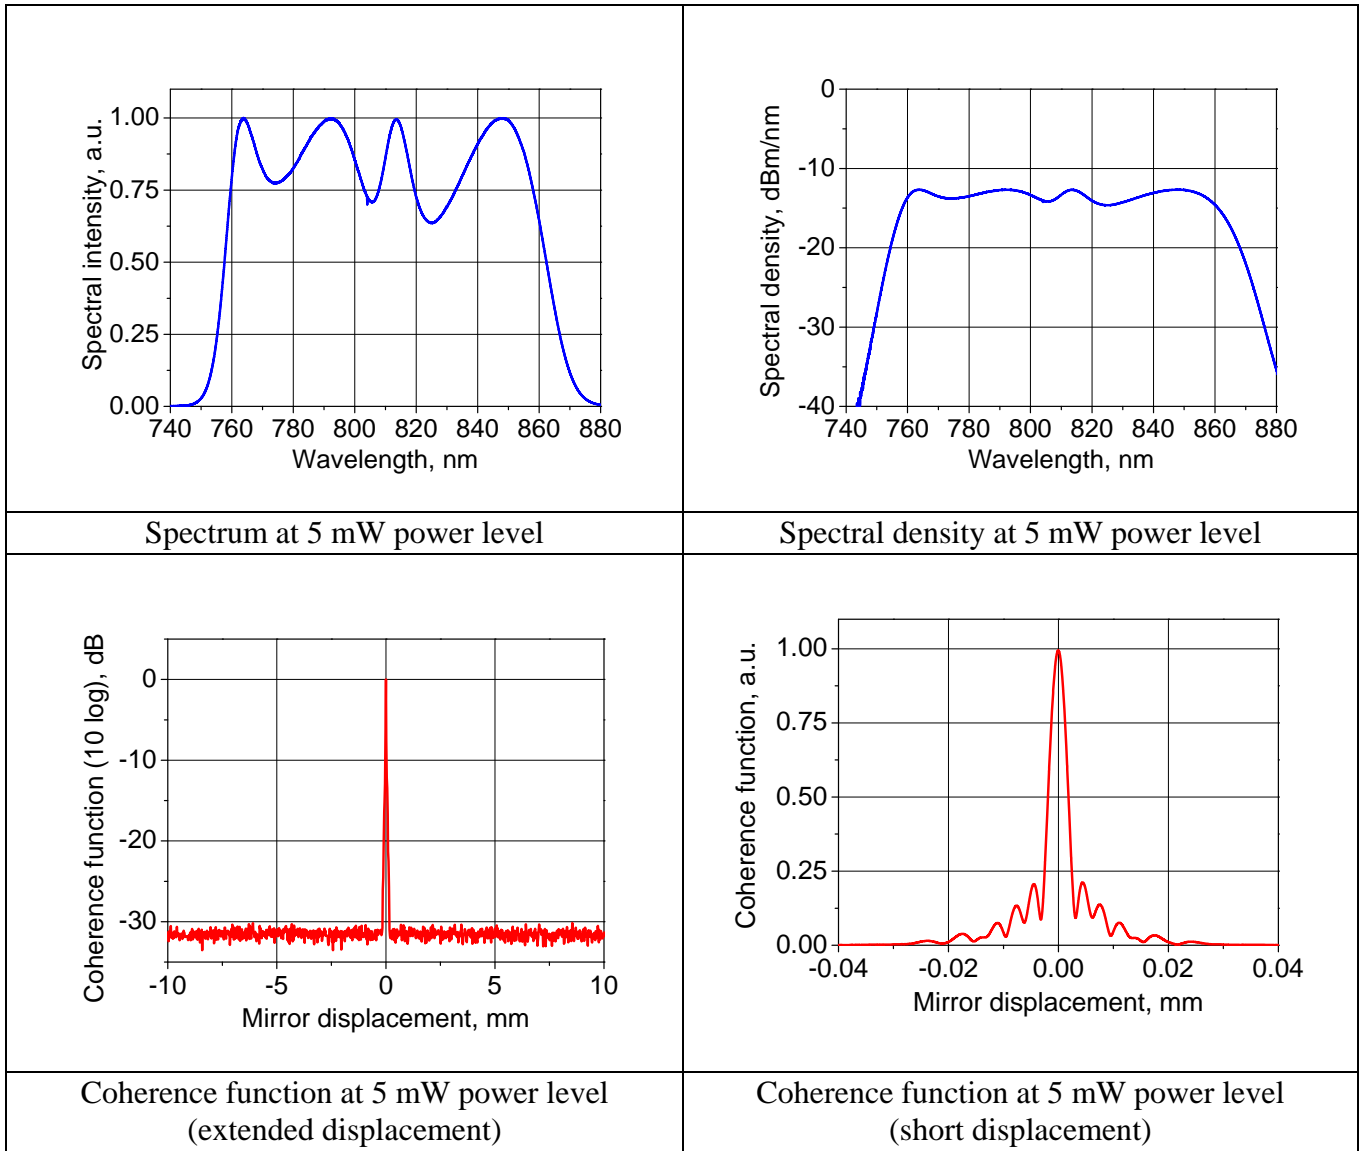 Spectral intensity, a.u.
1.00
0.75
0.50
0.25
0.00
740 760 780 800 820 840 860 880
Wavelength, nm
Spectral density, dBm/nm
0
-10
-20
-30
-40
740 760 780 800 820 840 860 880
Wavelength, nm
Spectrum at 5 mW power level
Spectral density at 5 mW power level
Coherence function (10 log), dB
0
-10
-20
-30
-10 -5 0 5 10
Mirror displacement, mm
Coherence function, a.u.
1.00
0.75
0.50
0.25
0.00
-0.04 -0.02 0.00 0.02 0.04
Mirror displacement, mm
Coherence function at 5 mW power level
(extended displacement)
Coherence function at 5 mW power level
(short displacement)